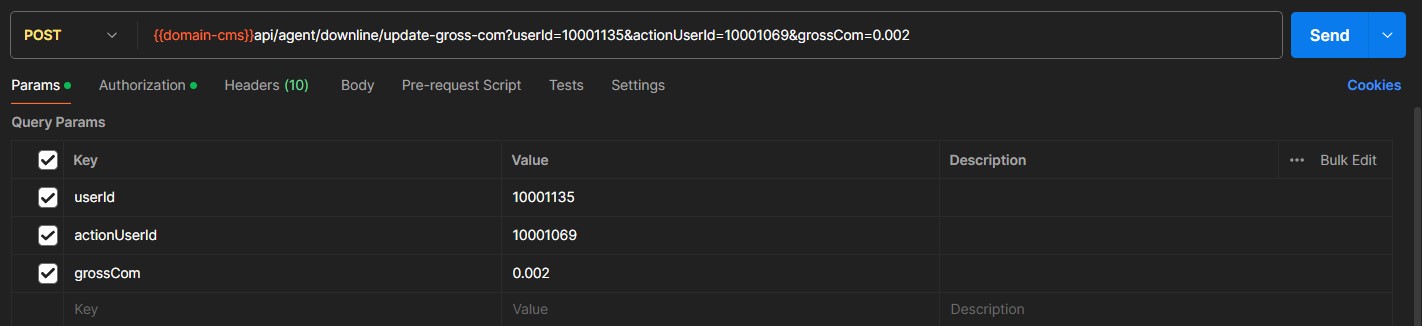 POST {{domain-cms}}api/agent/downline/update-gross-com?userId=10001135&actionUserId=10001069&grossCom=0.002 Send
Params Authorization Headers (10) Body Pre-request Script Tests Settings Cookies
Query Params
Key Value Description ••• Bulk Edit
userId 10001135
actionUserId 10001069
grossCom 0.002
Key Value Description